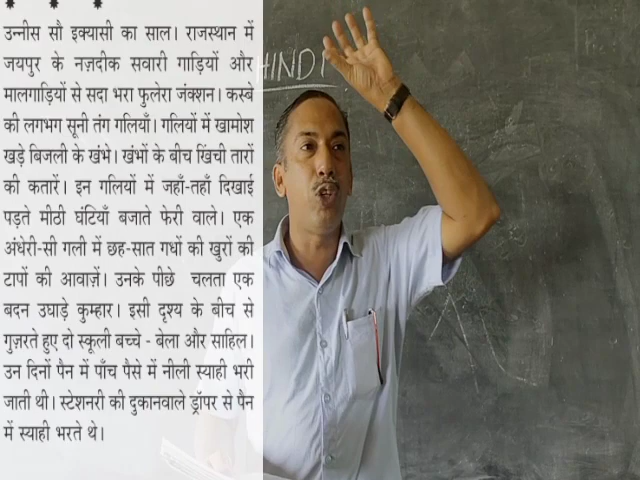 * * *
उन्नीस सौ इक्यासी का साल। राजस्थान में
जयपुर के नज़दीक सवारी गाड़ियों और
मालगाड़ियों से सदा भरा फुलेरा जंक्शन। कस्बे
की लगभग सूनी तंग गलियाँ। गलियों में खामोश
खड़े बिजली के खंभे। खंभों के बीच खिंची तारों
की कतारें। इन गलियों में जहाँ-तहाँ दिखाई
पड़ते मीठी घंटियाँ बजाते फेरी वाले। एक
अंधेरी-सी गली में छह-सात गधों की खुरों की
टापों की आवाज़ें। उनके पीछे चलता एक
बदन उघाड़े कुम्हार। इसी दृश्य के बीच से
गुज़रते हुए दो स्कूली बच्चे - बेला और साहिल।
उन दिनों पैन में पाँच पैसे में नीली स्याही भरी
जाती थी। स्टेशनरी की दुकानवाले ड्रॉपर से पैन
में स्याही भरते थे।
HINDI